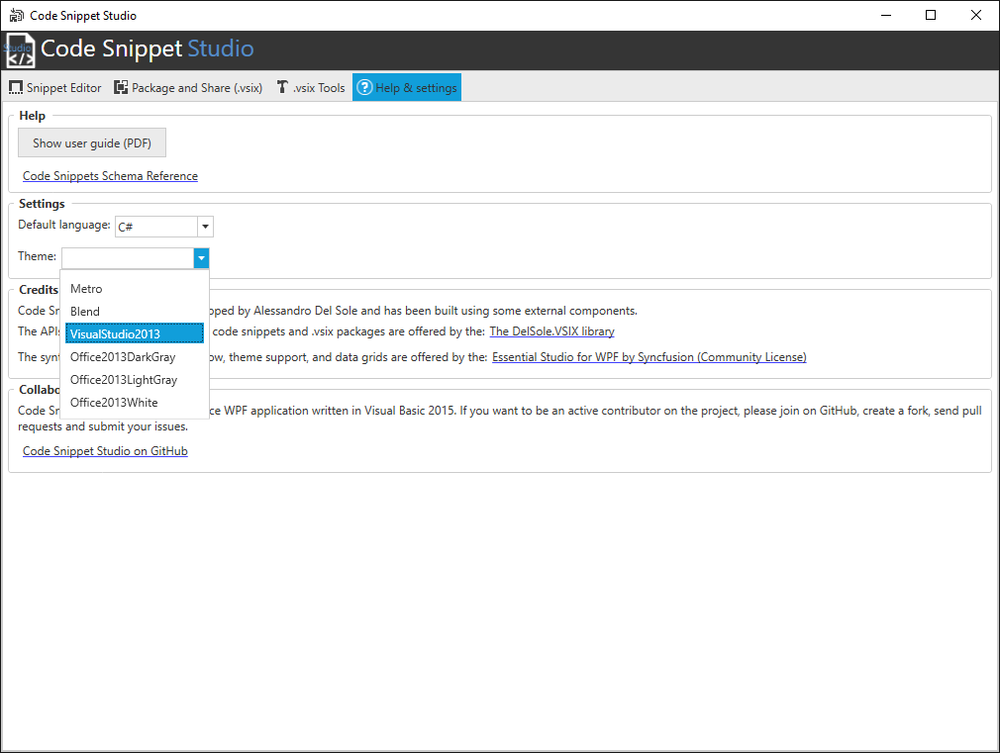 Code Snippet Studio
Studio
Code Snippet Studio
Snippet Editor
Package and Share (.vsix)
.vsix Tools
Help & settings
Help
Show user guide (PDF)
Code Snippets Schema Reference
Settings
Default language: C#
Theme:
Metro
Blend
VisualStudio2013
Office2013DarkGray
Office2013LightGray
Office2013White
Credits
Code Sn oped by Alessandro Del Sole and has been built using some external components.
The APIs code snippets and .vsix packages are offered by the: The DelSole.VSIX library
The synt ow, theme support, and data grids are offered by the: Essential Studio for WPF by Syncfusion (Community License)
Collabo
Code Sn ce WPF application written in Visual Basic 2015. If you want to be an active contributor on the project, please join on GitHub, create a fork, send pull
requests and submit your issues.
Code Snippet Studio on GitHub